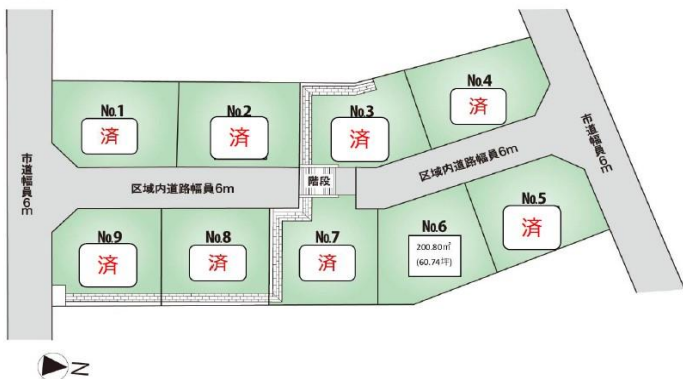 No.1
済
No.2
済
No.3
済
No.4
済
市道幅員6m
区域内道路幅員6m
階段
区域内道路幅員6m
市道幅員6m
No.9
済
No.8
済
No.7
済
No.6
200.80㎡
(60.74坪)
No.5
済
N